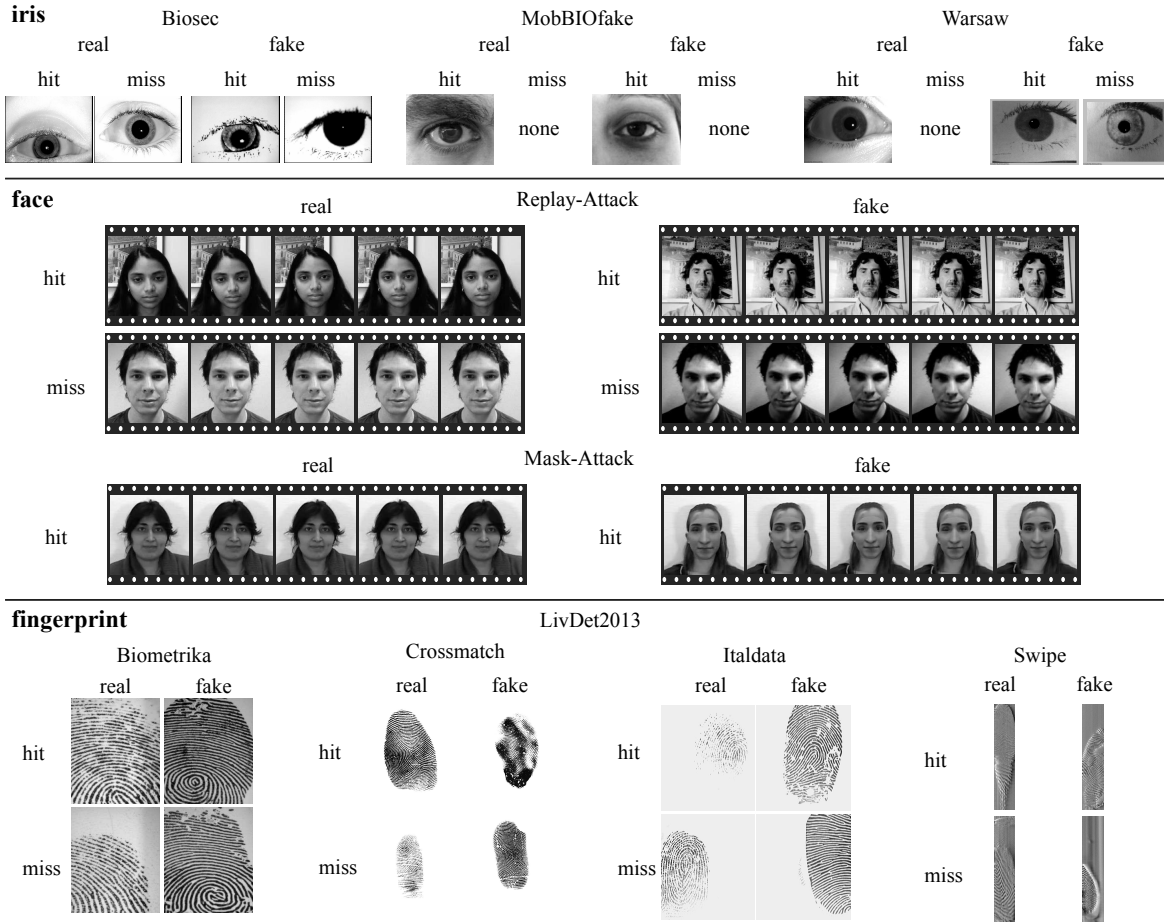 iris
Biosec MobBIOfake Warsaw
real fake real fake real fake
hit miss hit miss hit miss hit miss hit miss hit miss
none none none
face
Replay-Attack
real fake
hit hit
miss miss
Mask-Attack
real fake
hit hit
fingerprint
LivDet2013
Biometrika Crossmatch Italdata Swipe
real fake real fake real fake real fake
hit hit hit hit
miss miss miss miss